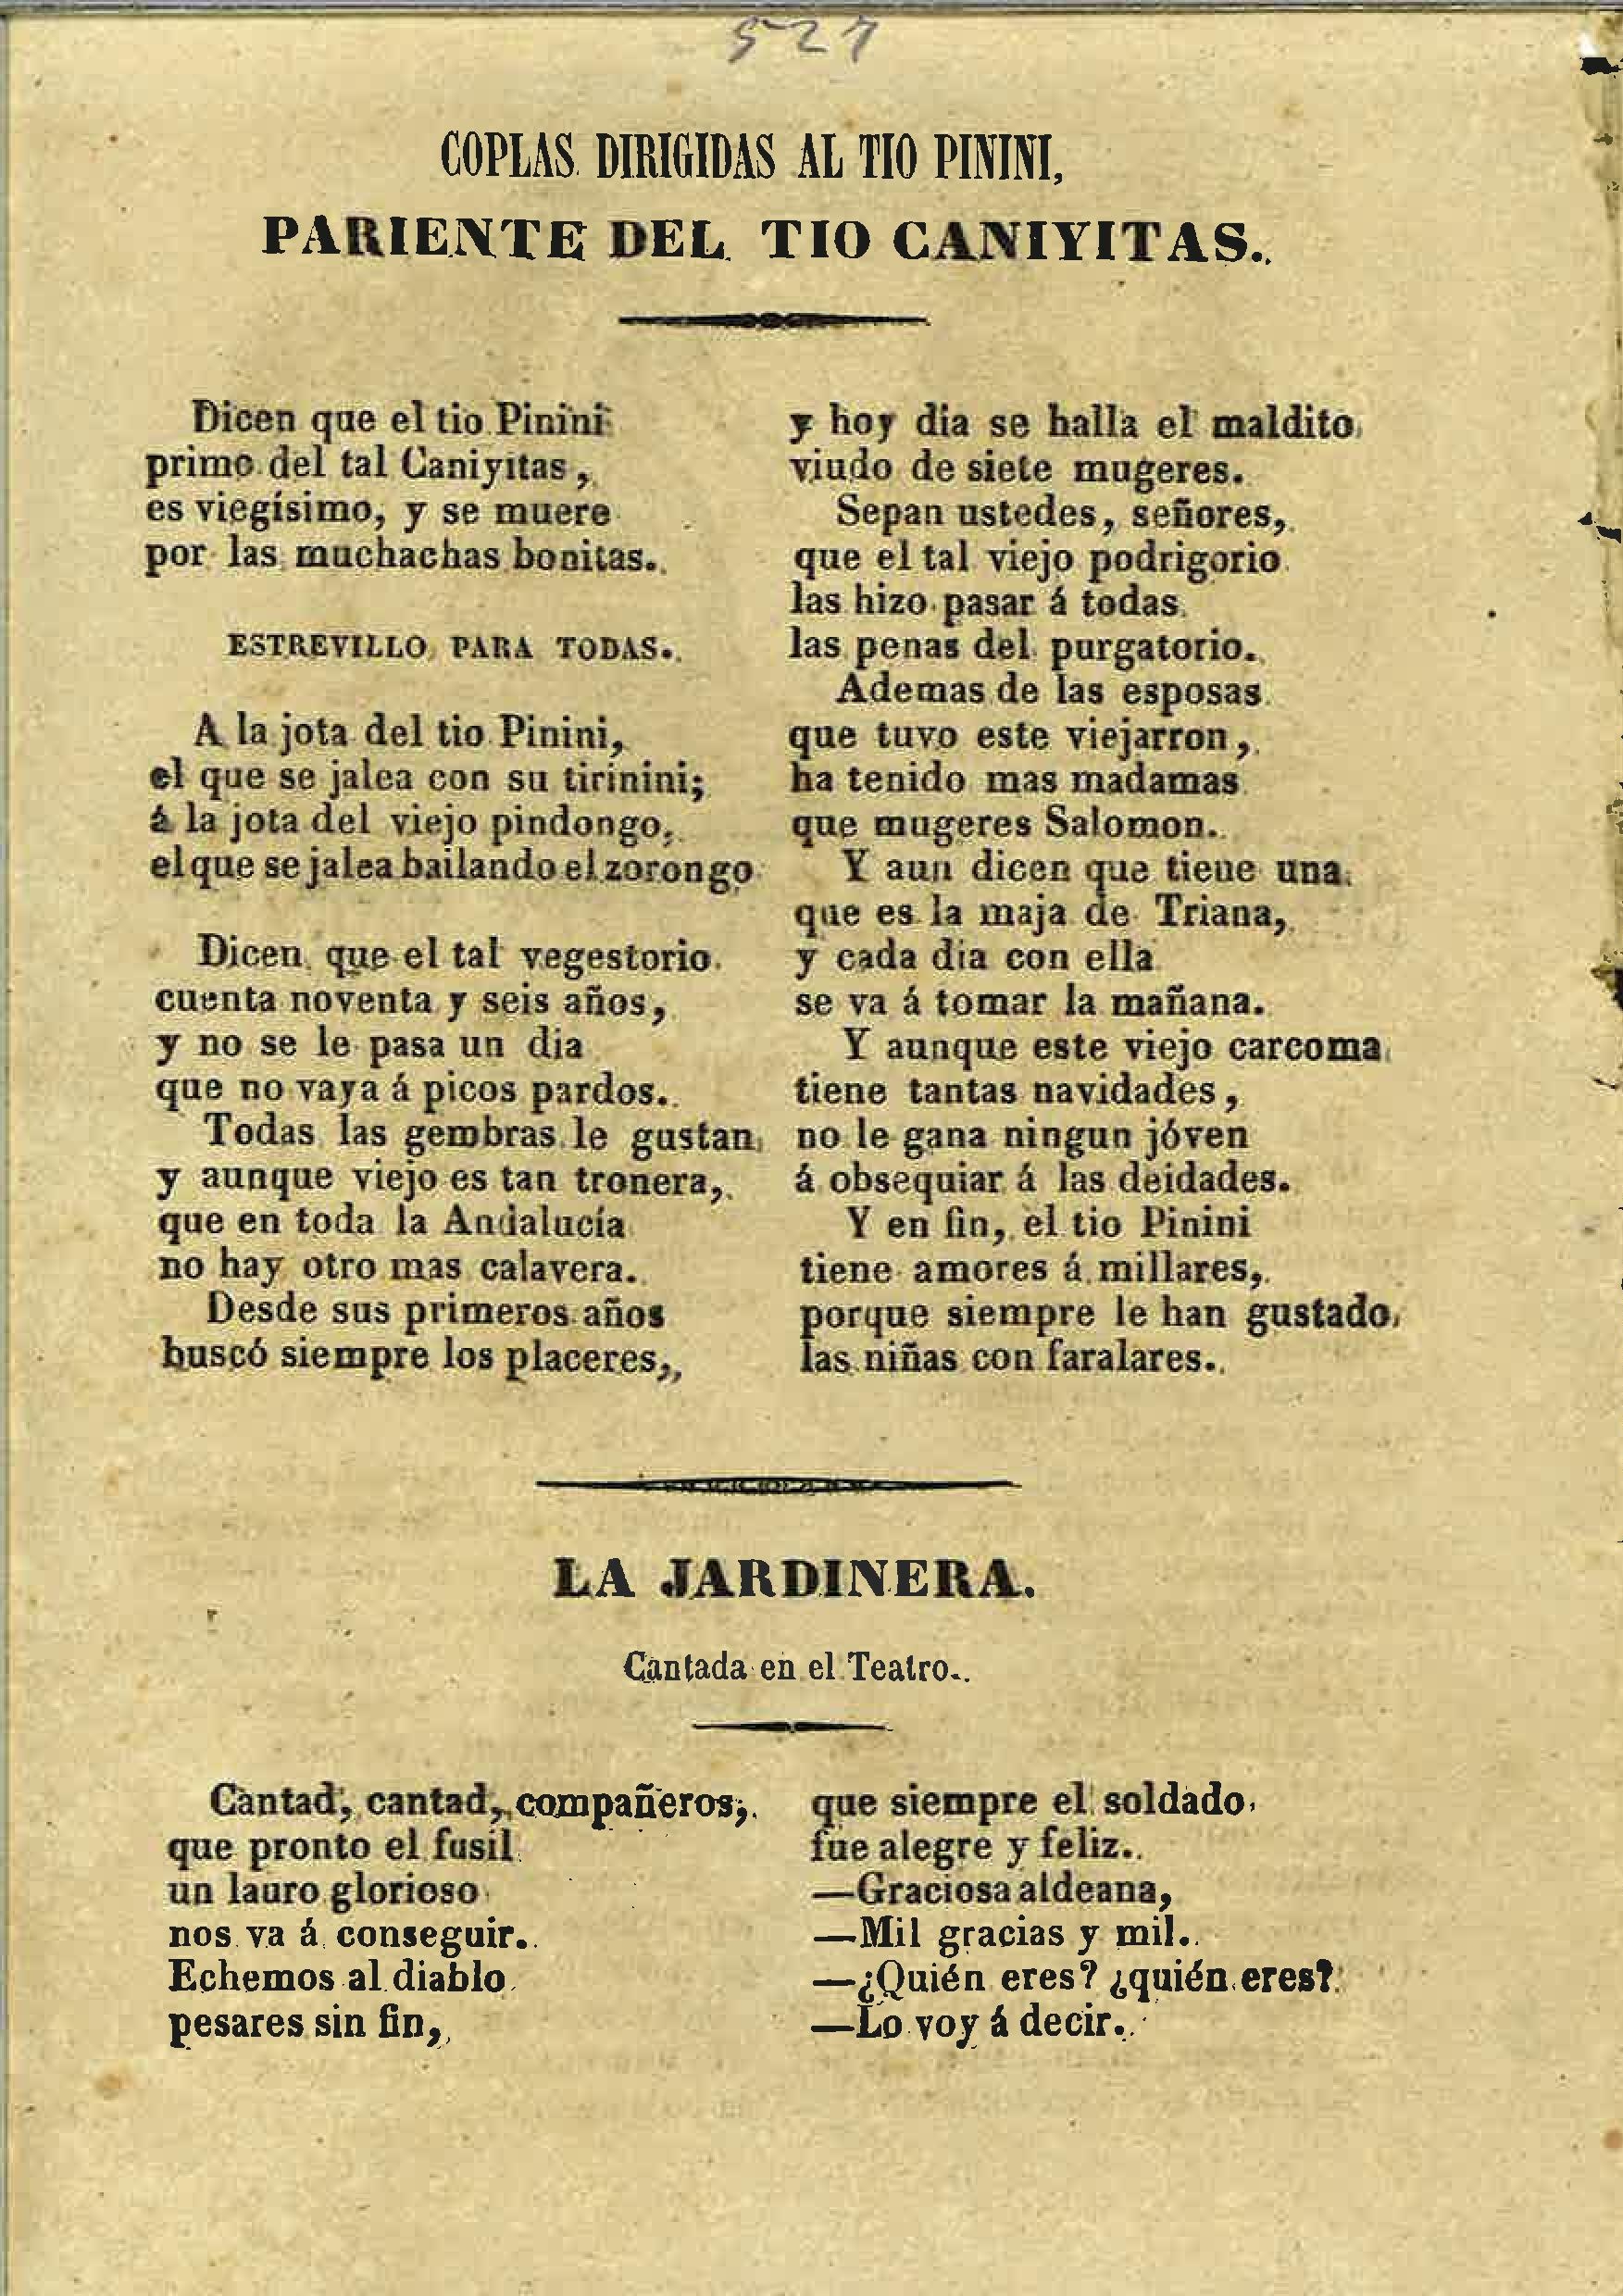 527
COPLAS DIRIGIDAS AL TIO PININI,
PARIENTE DEL TIO CANIYITAS.
Dicen que el tio Pinini
primo del tal Caniyitas,
es viegísimo, y se muere
por las muchachas bonitas.
ESTREVILLO PARA TODAS.
A la jota del tio Pinini,
el que se jalea con su tirinini;
á la jota del viejo pindongo,
el que se jalea bailando el zorongo
Dicen que el tal vegestorio
cuenta noventa y seis años,
y no se le pasa un dia
que no vaya á picos pardos.
Todas las gembras le gustan
y aunque viejo es tan tronera,
que en toda la Andalucía
no hay otro mas calavera.
Desde sus primeros años
buscó siempre los placeres,
y hoy dia se halla el maldito
viudo de siete mugeres.
Sepan ustedes, señores,
que el tal viejo podrigorio
las hizo pasar á todas
las penas del purgatorio.
Ademas de las esposas
que tuvo este viejarron,
ha tenido mas madamas
que mugeres Salomon.
Y aun dicen que tiene una
que es la maja de Triana,
y cada dia con ella
se va á tomar la mañana.
Y aunque este viejo carcoma
tiene tantas navidades,
no le gana ningun jóven
á obsequiar á las deidades.
Y en fin, el tio Pinini
tiene amores á millares,
porque siempre le han gustado
las niñas con faralares.
LA JARDINERA.
Cantada en el Teatro.
Cantad, cantad, compañeros,
que pronto el fusil
un lauro glorioso
nos va á conseguir.
Echemos al diablo
pesares sin fin,
que siempre el soldado
fue alegre y feliz.
—Graciosa aldeana,
—Mil gracias y mil.
—¿Quién eres? ¿quién eres?
—Lo voy á decir.